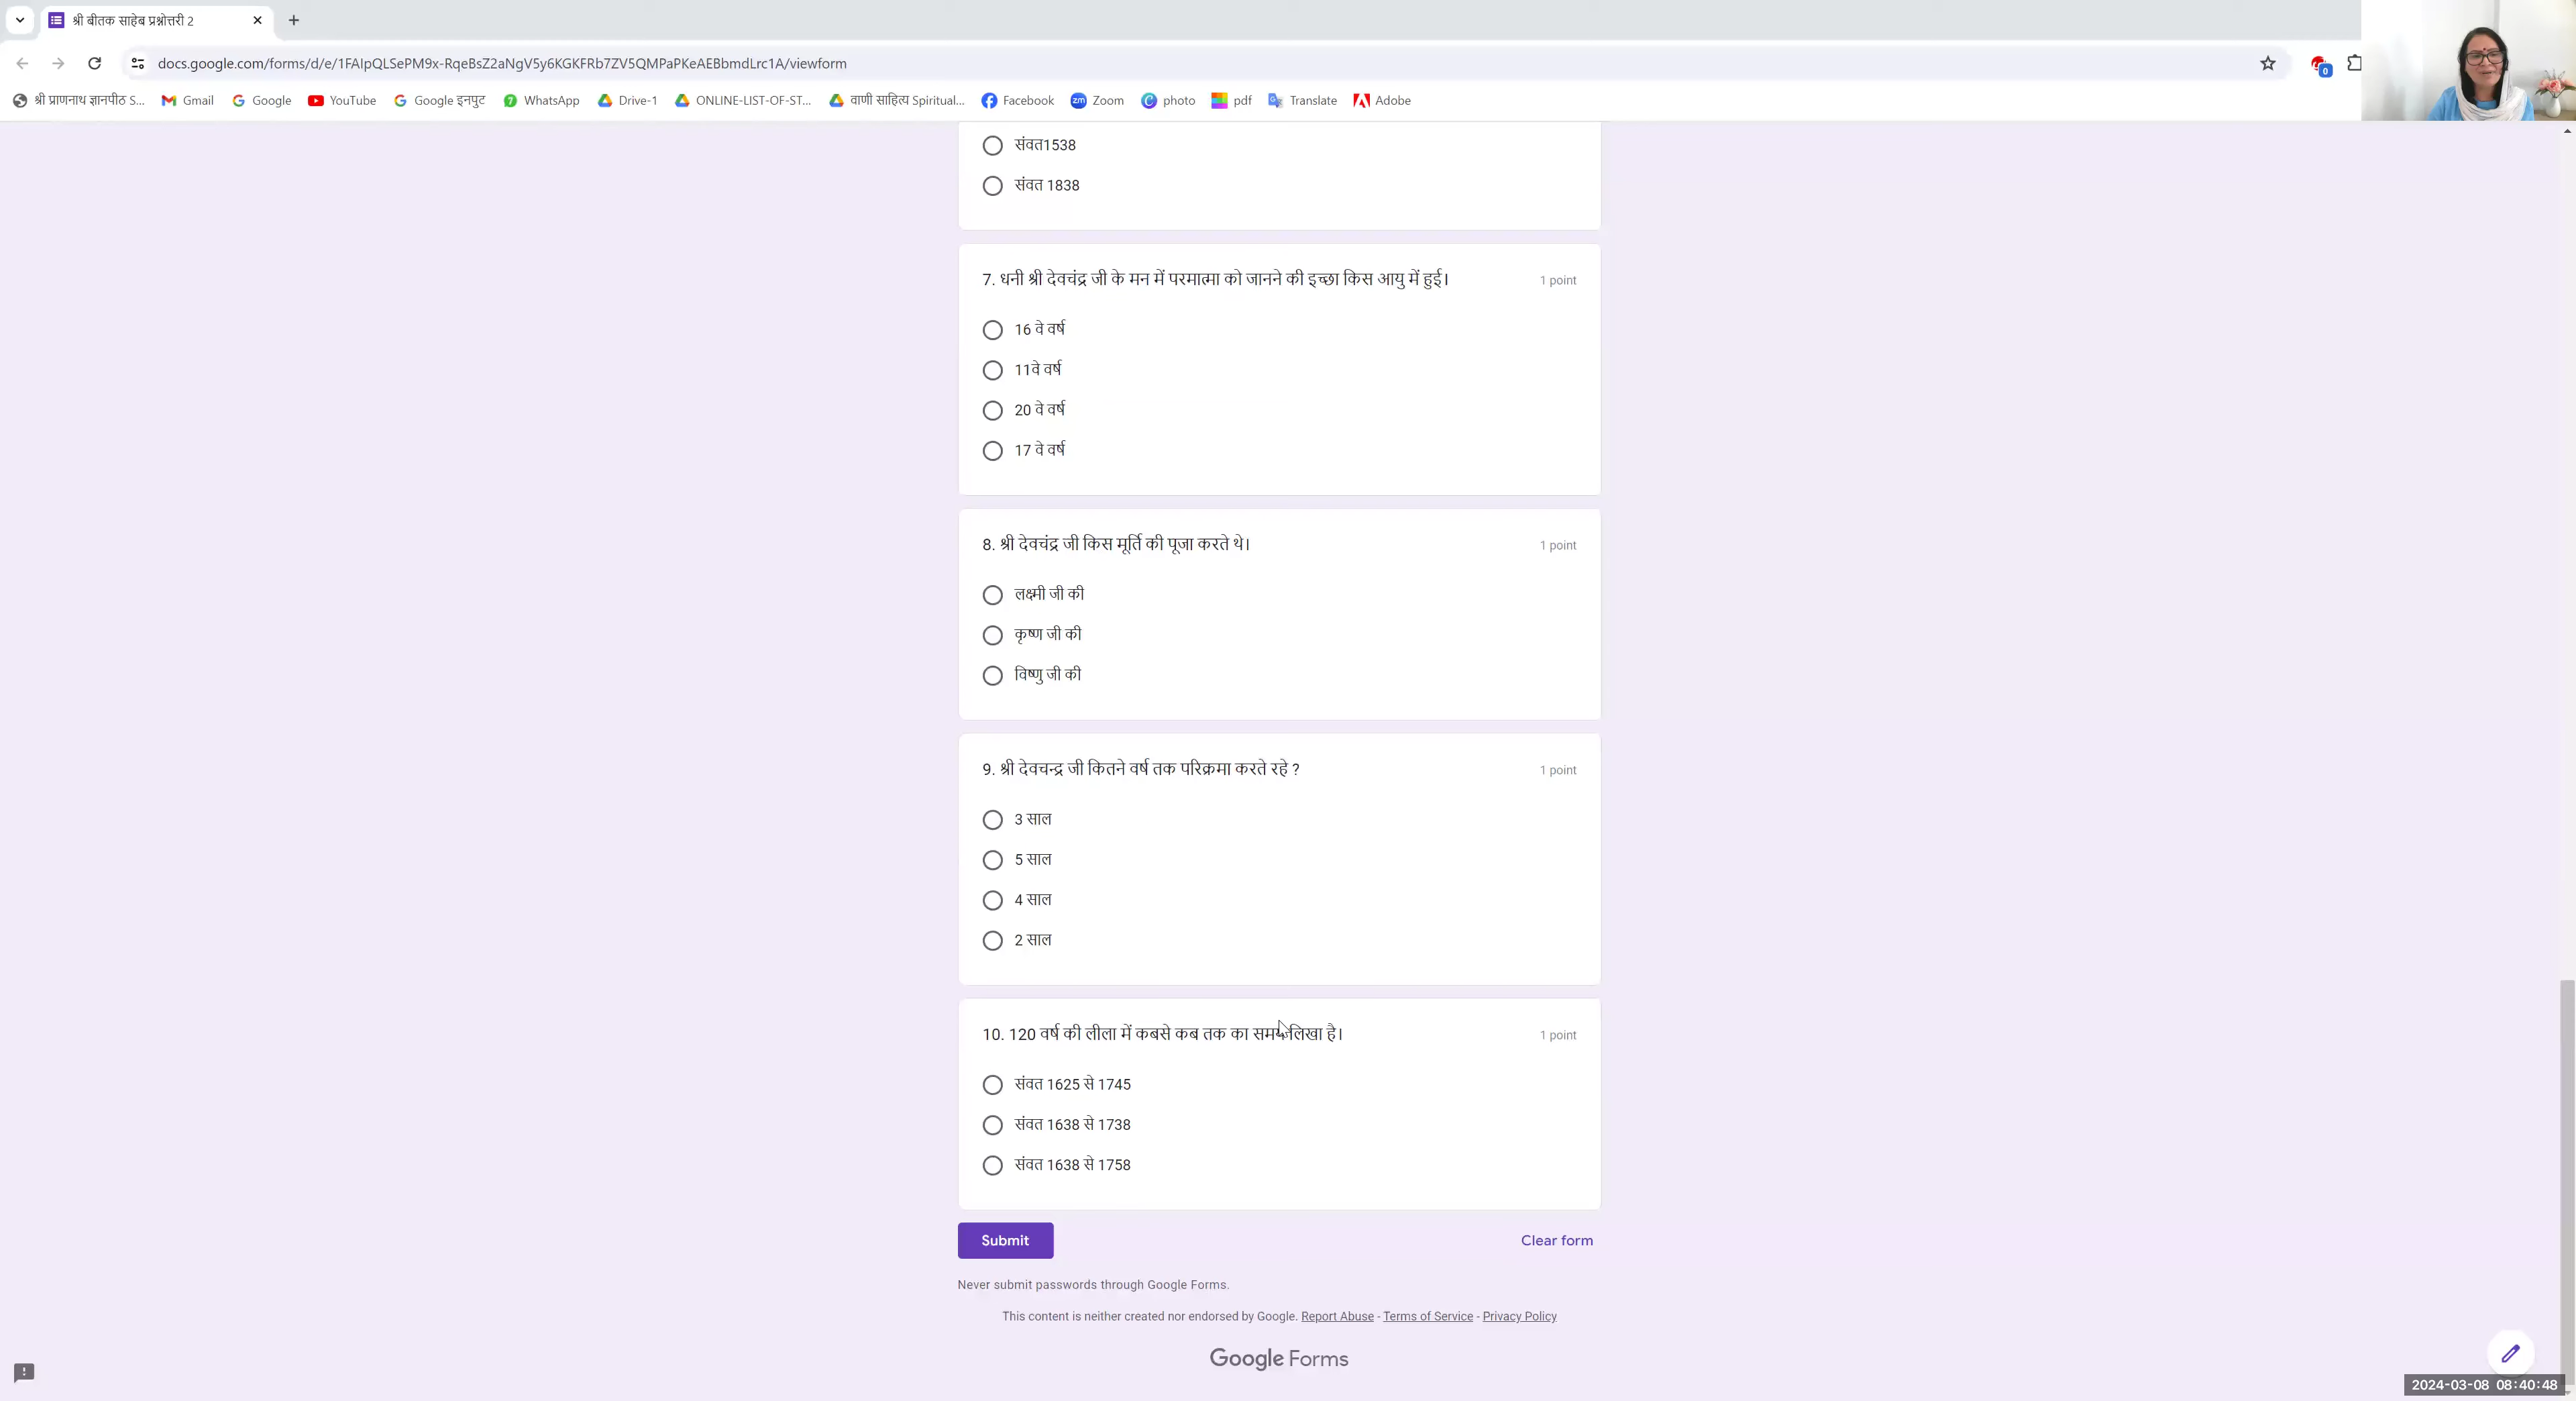 श्री बीतक साहेब प्रश्नोत्तरी 2
docs.google.com/forms/d/e/1FAIpQLSePM9x-RqeBsZ2aNgV5y6KGKFRb7ZV5QMPaPKeAEBbmdLrc1A/viewform
0
श्री प्राणनाथ ज्ञानपीठ S... Gmail Google YouTube Google इनपुट WhatsApp Drive-1 ONLINE-LIST-OF-ST... वाणी साहित्य Spiritual... Facebook Zoom photo pdf Translate Adobe
संवत1538
संवत 1838
7. धनी श्री देवचंद्र जी के मन में परमात्मा को जानने की इच्छा किस आयु में हुई। 1 point
16 वे वर्ष
11वे वर्ष
20 वे वर्ष
17 वे वर्ष
8. श्री देवचंद्र जी किस मूर्ति की पूजा करते थे। 1 point
लक्ष्मी जी की
कृष्ण जी की
विष्णु जी की
9. श्री देवचन्द्र जी कितने वर्ष तक परिक्रमा करते रहे ? 1 point
3 साल
5 साल
4 साल
2 साल
10. 120 वर्ष की लीला में कबसे कब तक का समय लिखा है। 1 point
संवत 1625 से 1745
संवत 1638 से 1738
संवत 1638 से 1758
Submit Clear form
Never submit passwords through Google Forms.
This content is neither created nor endorsed by Google. Report Abuse - Terms of Service - Privacy Policy
Google Forms
2024-03-08 08:40:48